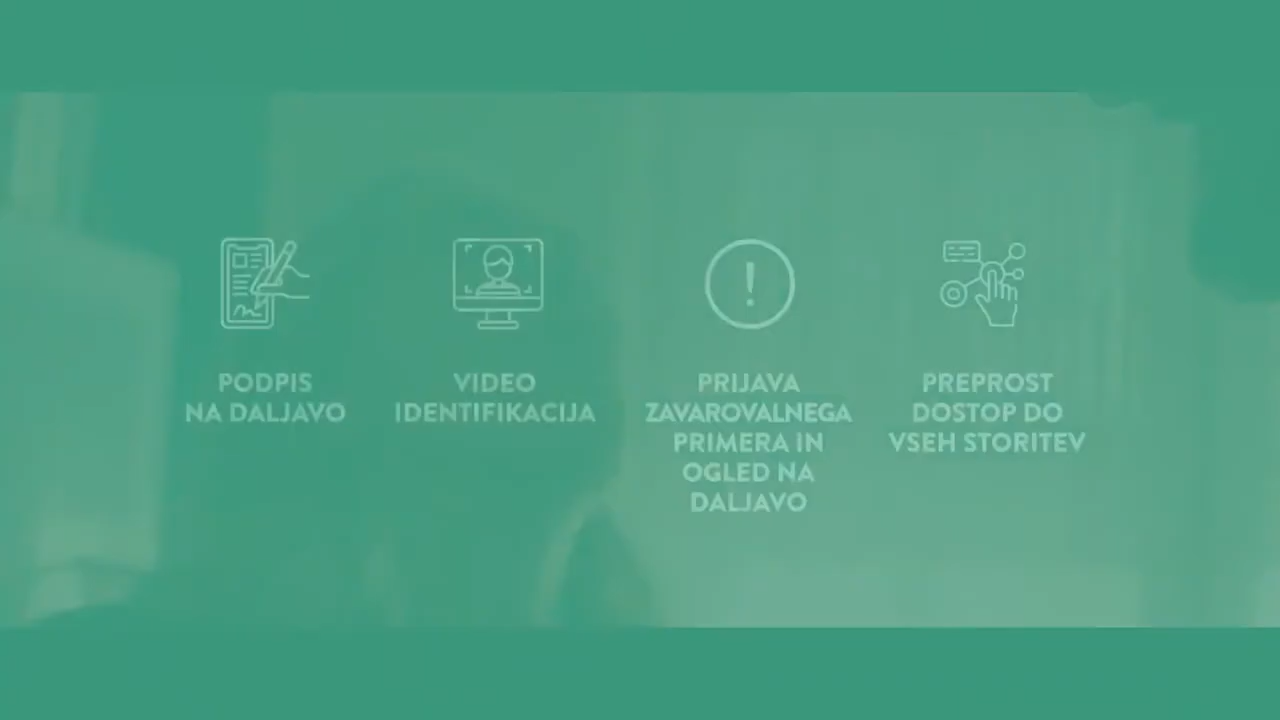 PODPIS
NA DALJAVO
VIDEO
IDENTIFIKACIJA
PRIJAVA
ZAVAROVALNEGA
PRIMERA IN
OGLED NA
DALJAVO
PREPROST
DOSTOP DO
VSEH STORITEV